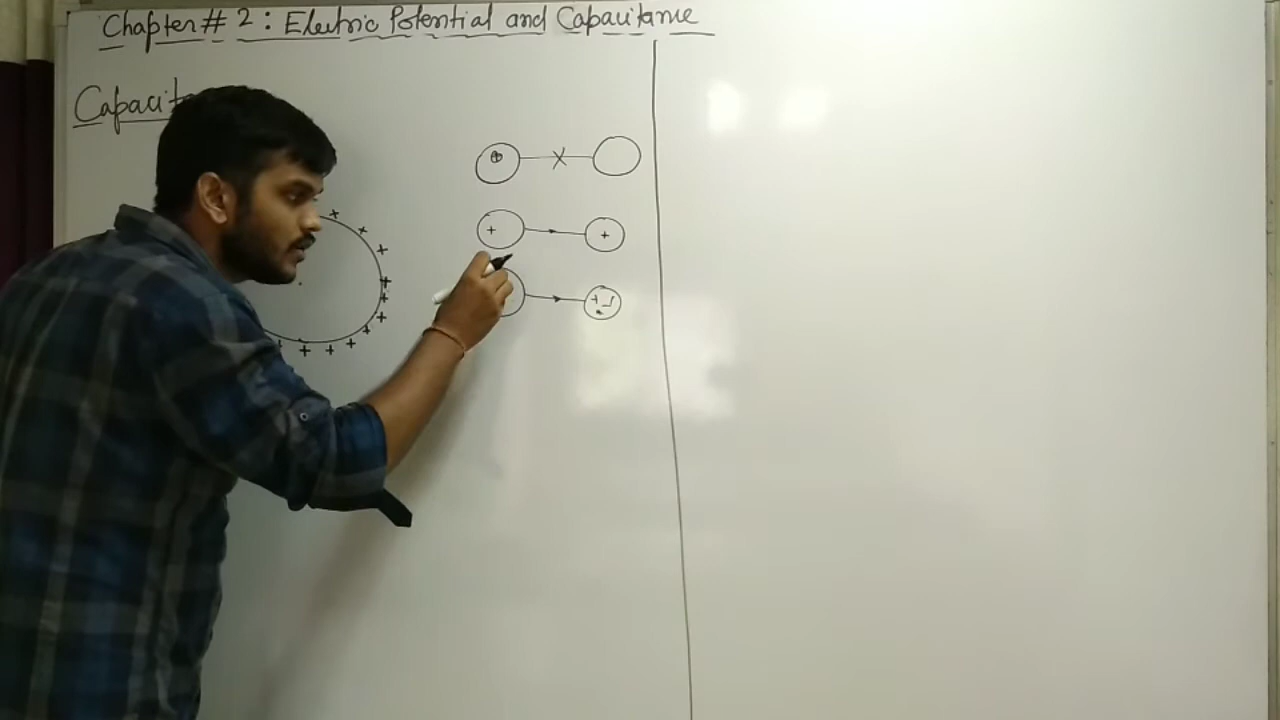 Chapter # 2 : Electric Potential and Capacitance
+ + + + + + + + + + +
+
+ +
+ -